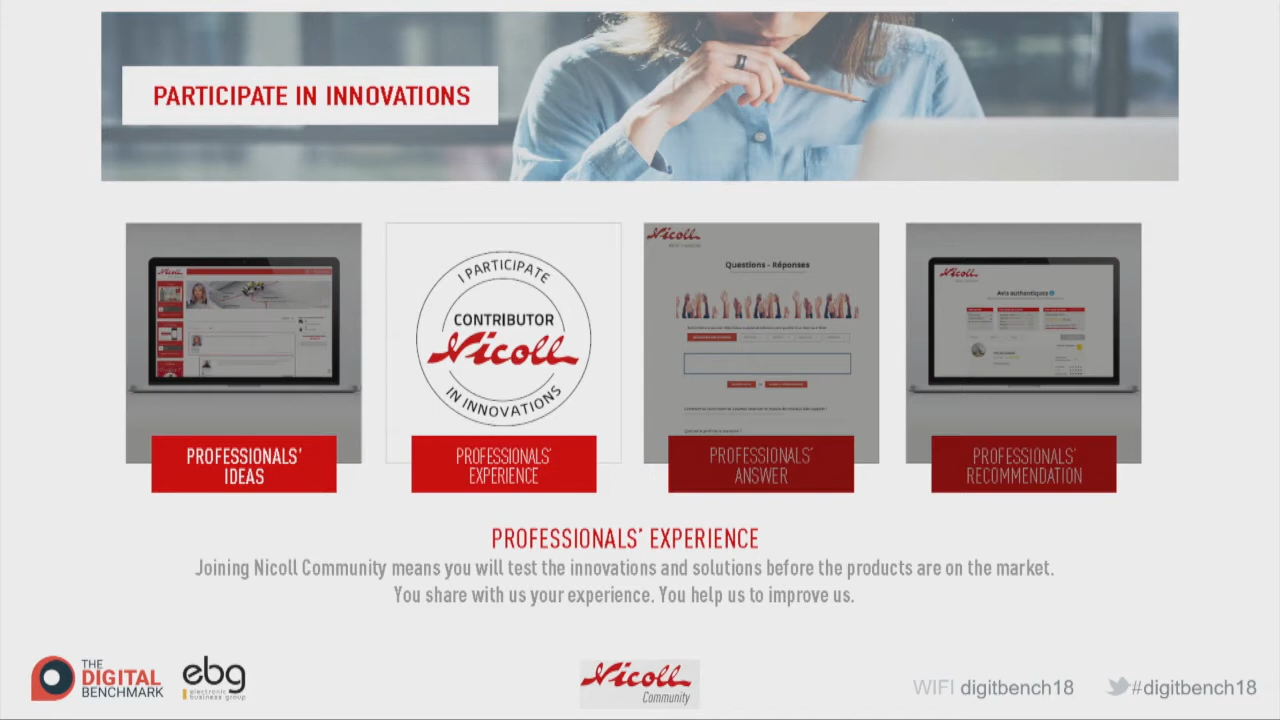 PARTICIPATE IN INNOVATIONS
Nicoll
I PARTICIPATE
CONTRIBUTOR
Nicoll
IN INNOVATIONS
Nicoll
Questions - Réponses
Nicoll
Avis authentiques
PROFESSIONALS'
IDEAS
PROFESSIONALS'
EXPERIENCE
PROFESSIONALS'
ANSWER
PROFESSIONALS'
RECOMMENDATION
PROFESSIONALS' EXPERIENCE
Joining Nicoll Community means you will test the innovations and solutions before the products are on the market.
You share with us your experience. You help us to improve us.
THE
DIGITAL
BENCHMARK
ebg
electronic
business group
Nicoll
Community
WIFI digitbench18
#digitbench18